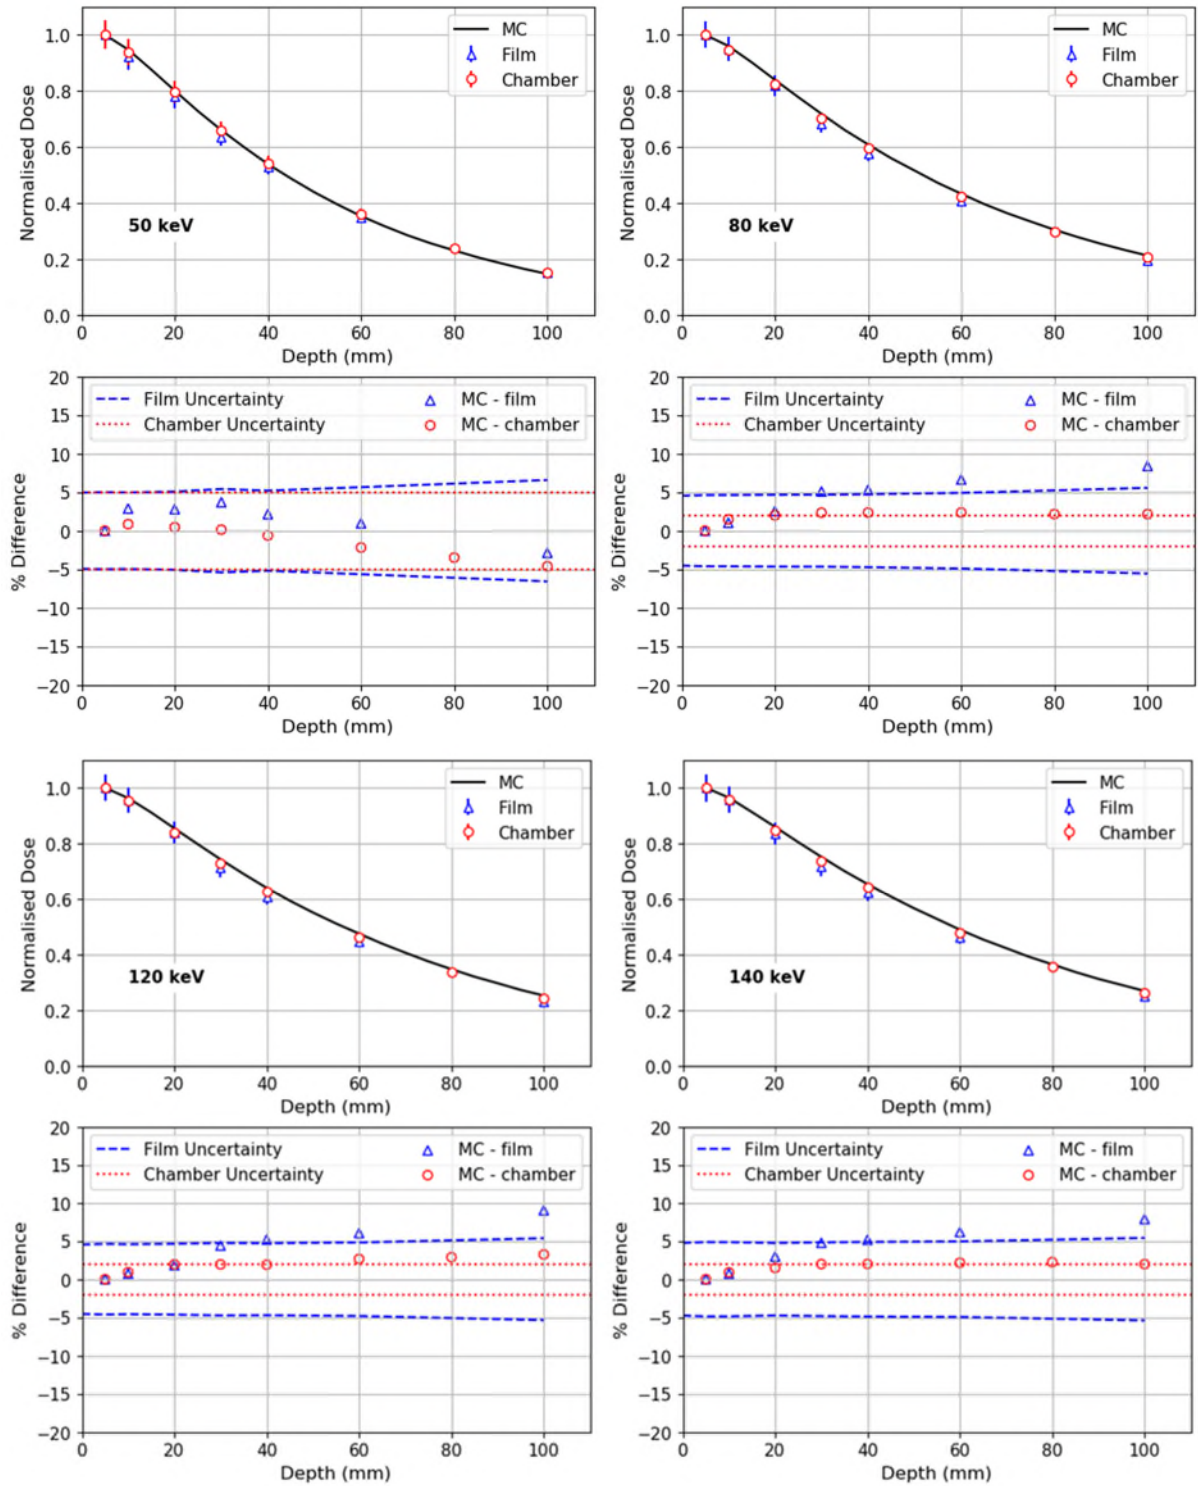 1.0
0.8
0.6
0.4
0.2
0.0
Normalised Dose
MC
Film
Chamber
50 keV
0 20 40 60 80 100
Depth (mm)
1.0
0.8
0.6
0.4
0.2
0.0
Normalised Dose
MC
Film
Chamber
80 keV
0 20 40 60 80 100
Depth (mm)
20
15
10
5
0
−5
−10
−15
−20
% Difference
Film Uncertainty MC - film
Chamber Uncertainty MC - chamber
0 20 40 60 80 100
Depth (mm)
20
15
10
5
0
−5
−10
−15
−20
% Difference
Film Uncertainty MC - film
Chamber Uncertainty MC - chamber
0 20 40 60 80 100
Depth (mm)
1.0
0.8
0.6
0.4
0.2
0.0
Normalised Dose
MC
Film
Chamber
120 keV
0 20 40 60 80 100
Depth (mm)
1.0
0.8
0.6
0.4
0.2
0.0
Normalised Dose
MC
Film
Chamber
140 keV
0 20 40 60 80 100
Depth (mm)
20
15
10
5
0
−5
−10
−15
−20
% Difference
Film Uncertainty MC - film
Chamber Uncertainty MC - chamber
0 20 40 60 80 100
Depth (mm)
20
15
10
5
0
−5
−10
−15
−20
% Difference
Film Uncertainty MC - film
Chamber Uncertainty MC - chamber
0 20 40 60 80 100
Depth (mm)